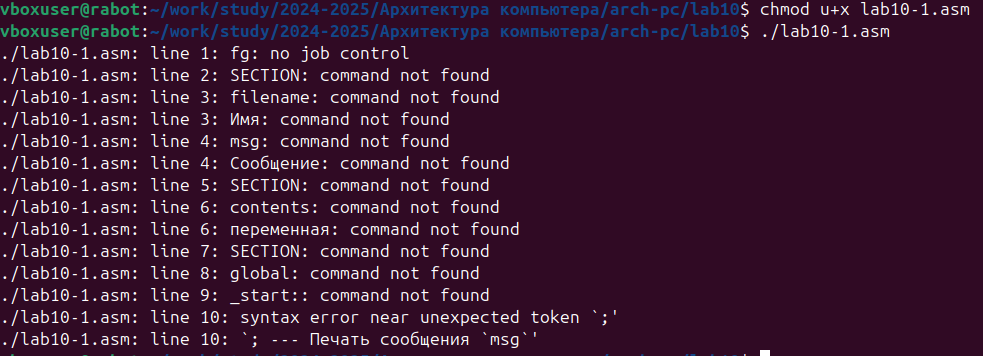 vboxuser@rabot:~/work/study/2024-2025/Архитектура компьютера/arch-pc/lab10$ chmod u+x lab10-1.asm
vboxuser@rabot:~/work/study/2024-2025/Архитектура компьютера/arch-pc/lab10$ ./lab10-1.asm
./lab10-1.asm: line 1: fg: no job control
./lab10-1.asm: line 2: SECTION: command not found
./lab10-1.asm: line 3: filename: command not found
./lab10-1.asm: line 3: Имя: command not found
./lab10-1.asm: line 4: msg: command not found
./lab10-1.asm: line 4: Сообщение: command not found
./lab10-1.asm: line 5: SECTION: command not found
./lab10-1.asm: line 6: contents: command not found
./lab10-1.asm: line 6: переменная: command not found
./lab10-1.asm: line 7: SECTION: command not found
./lab10-1.asm: line 8: global: command not found
./lab10-1.asm: line 9: _start:: command not found
./lab10-1.asm: line 10: syntax error near unexpected token `;'
./lab10-1.asm: line 10: `; --- Печать сообщения `msg`'